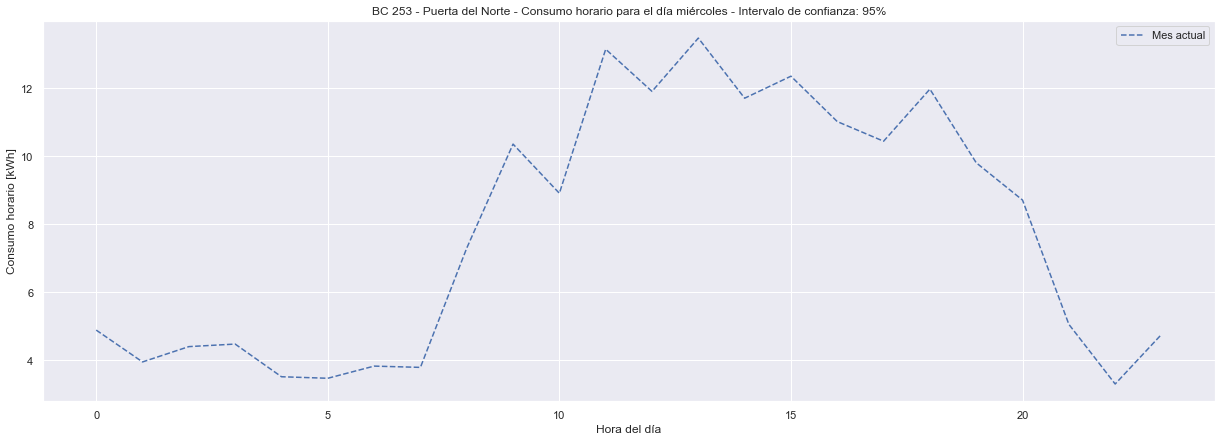 BC 253 - Puerta del Norte - Consumo horario para el día miércoles - Intervalo de confianza: 95%
Mes actual
Consumo horario [kWh]
12
10
8
6
4
0 5 10 15 20
Hora del día